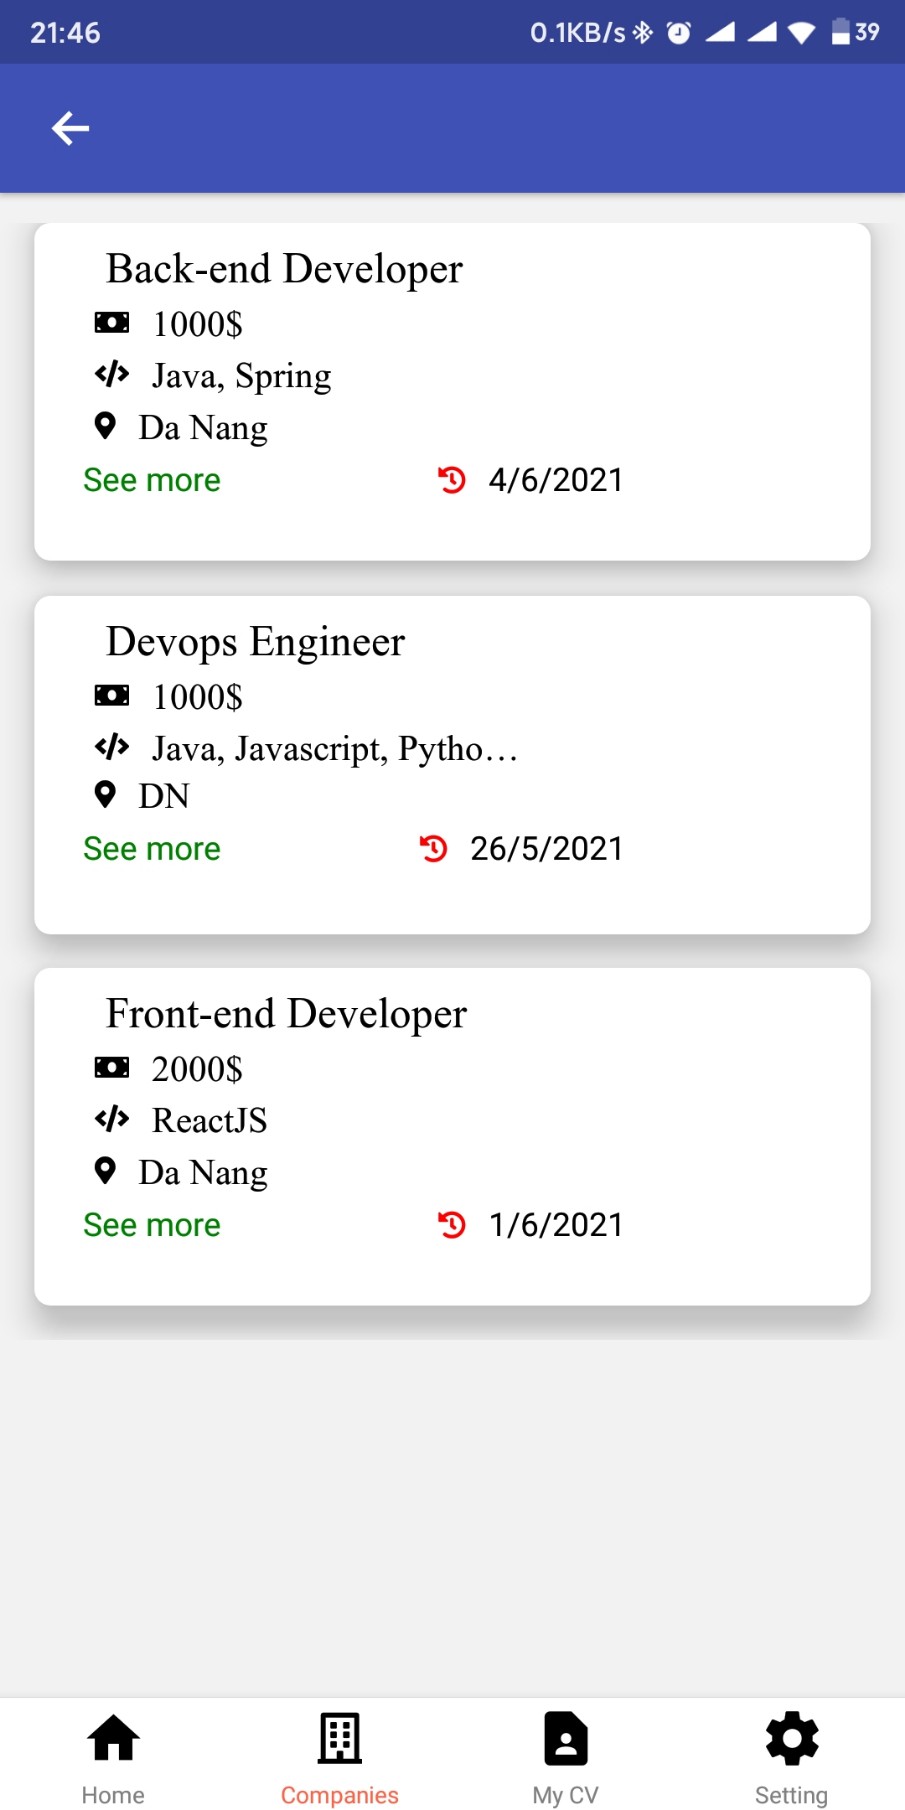 21:46 0.1KB/s 39
Back-end Developer
1000$
Java, Spring
Da Nang
See more 4/6/2021
Devops Engineer
1000$
Java, Javascript, Pytho...
DN
See more 26/5/2021
Front-end Developer
2000$
ReactJS
Da Nang
See more 1/6/2021
Home Companies My CV Setting